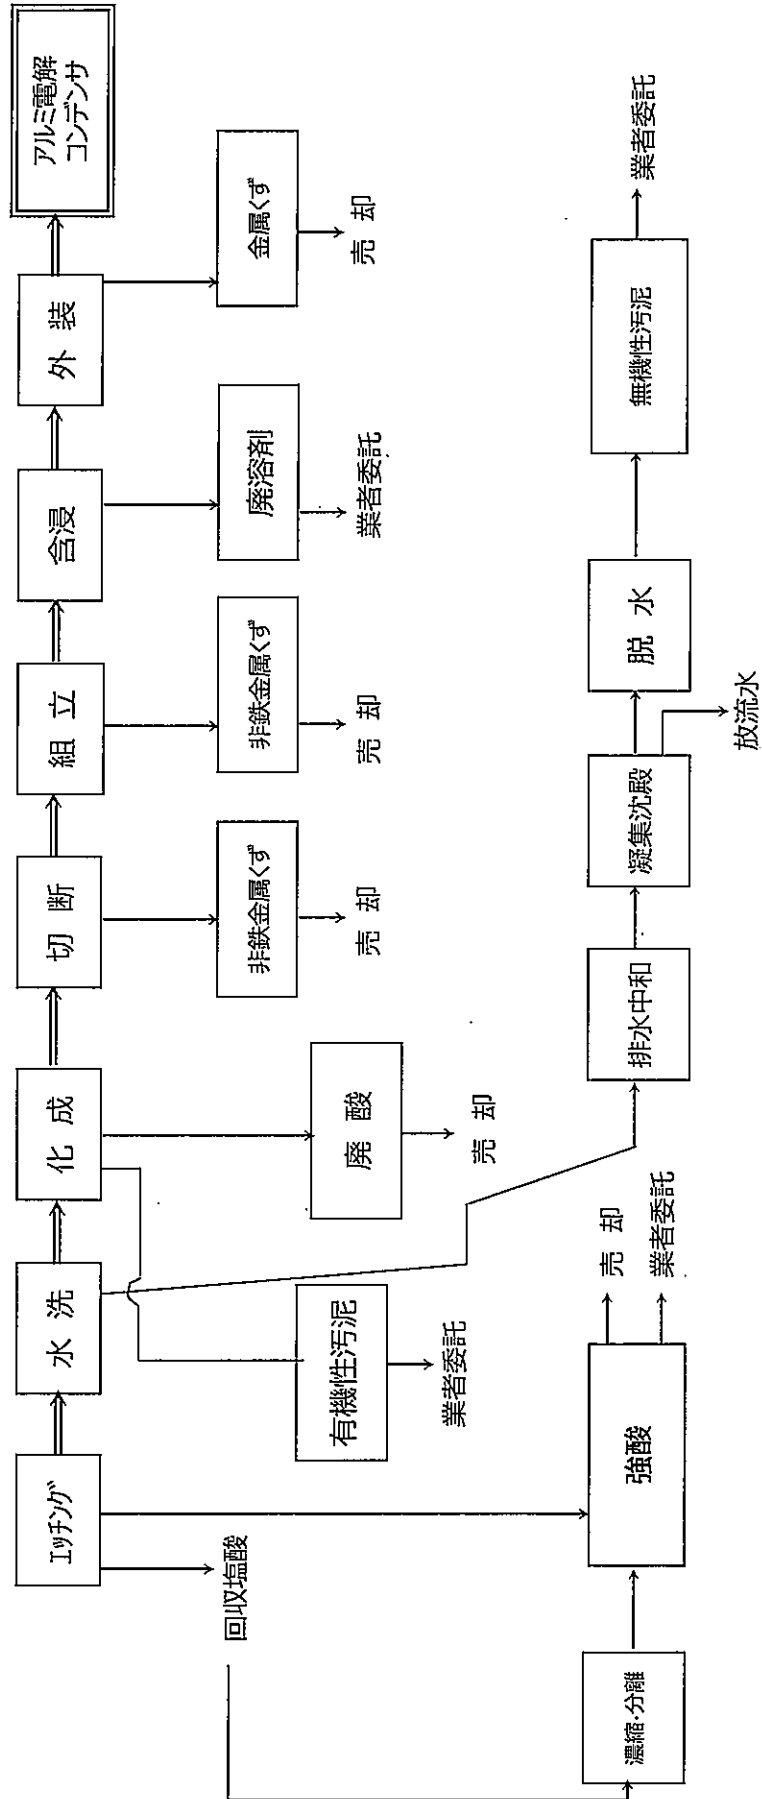 エッチング
水洗
化成
切断
組立
含浸
外装
アルミ電解
コンデンサ
回収塩酸
有機性汚泥
業者委託
廃酸
売却
非鉄金属くず
売却
非鉄金属くず
売却
廃溶剤
業者委託
金属くず
売却
濃縮・分離
強酸
売却
業者委託
排水中和
凝集沈殿
放流水
脱水
無機性汚泥
業者委託